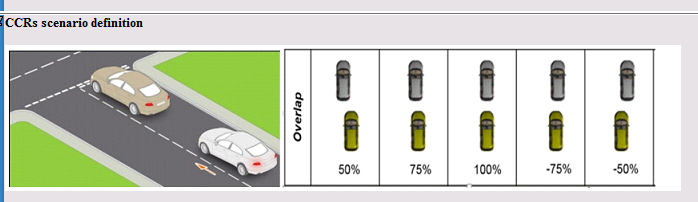 CCRs scenario definition
Overlap
50% 75% 100% -75% -50%